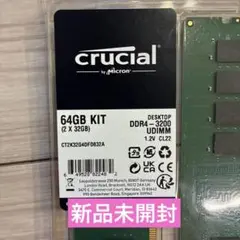 crucial
by Micron
64GB KIT
(2 X 32GB)
DESKTOP
DDR4-3200
UDIMM
1.2V CL22
CT2K32G4DFD832A
新品未開封